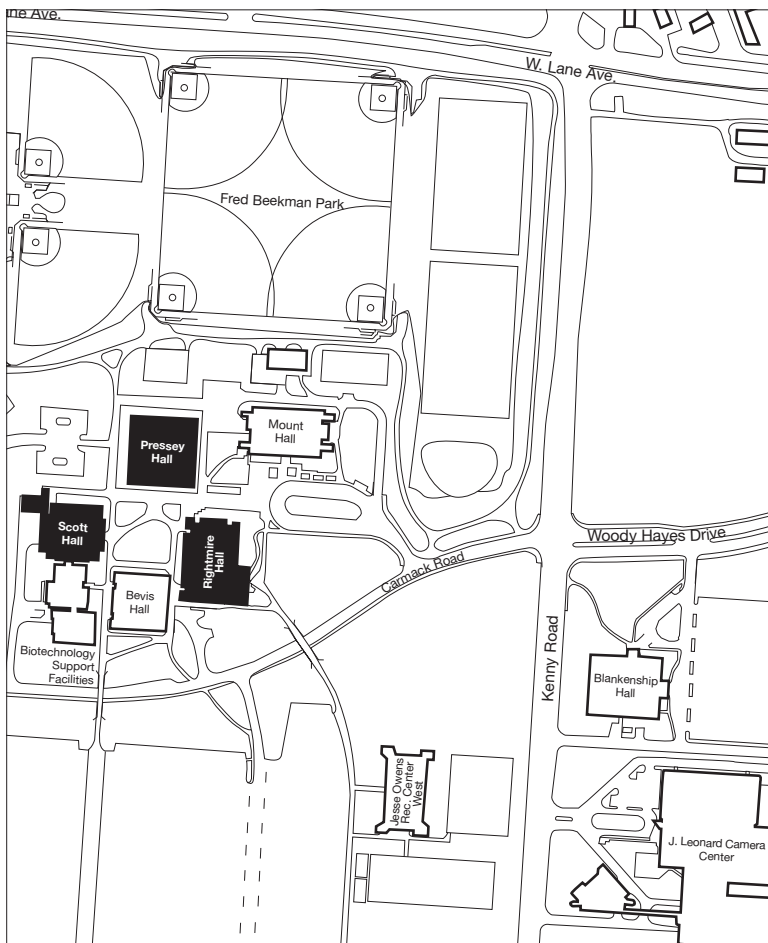 ne Ave.
W. Lane Ave.
Fred Beekman Park
Mount
Hall
Pressey
Hall
Scott
Hall
Rightmire
Hall
Woody Hayes Drive
Carmack Road
Bevis
Hall
Biotechnology
Support
Facilities
Kenny Road
Blankenship
Hall
Jesse Owens
Rec. Center
West
J. Leonard Camera
Center